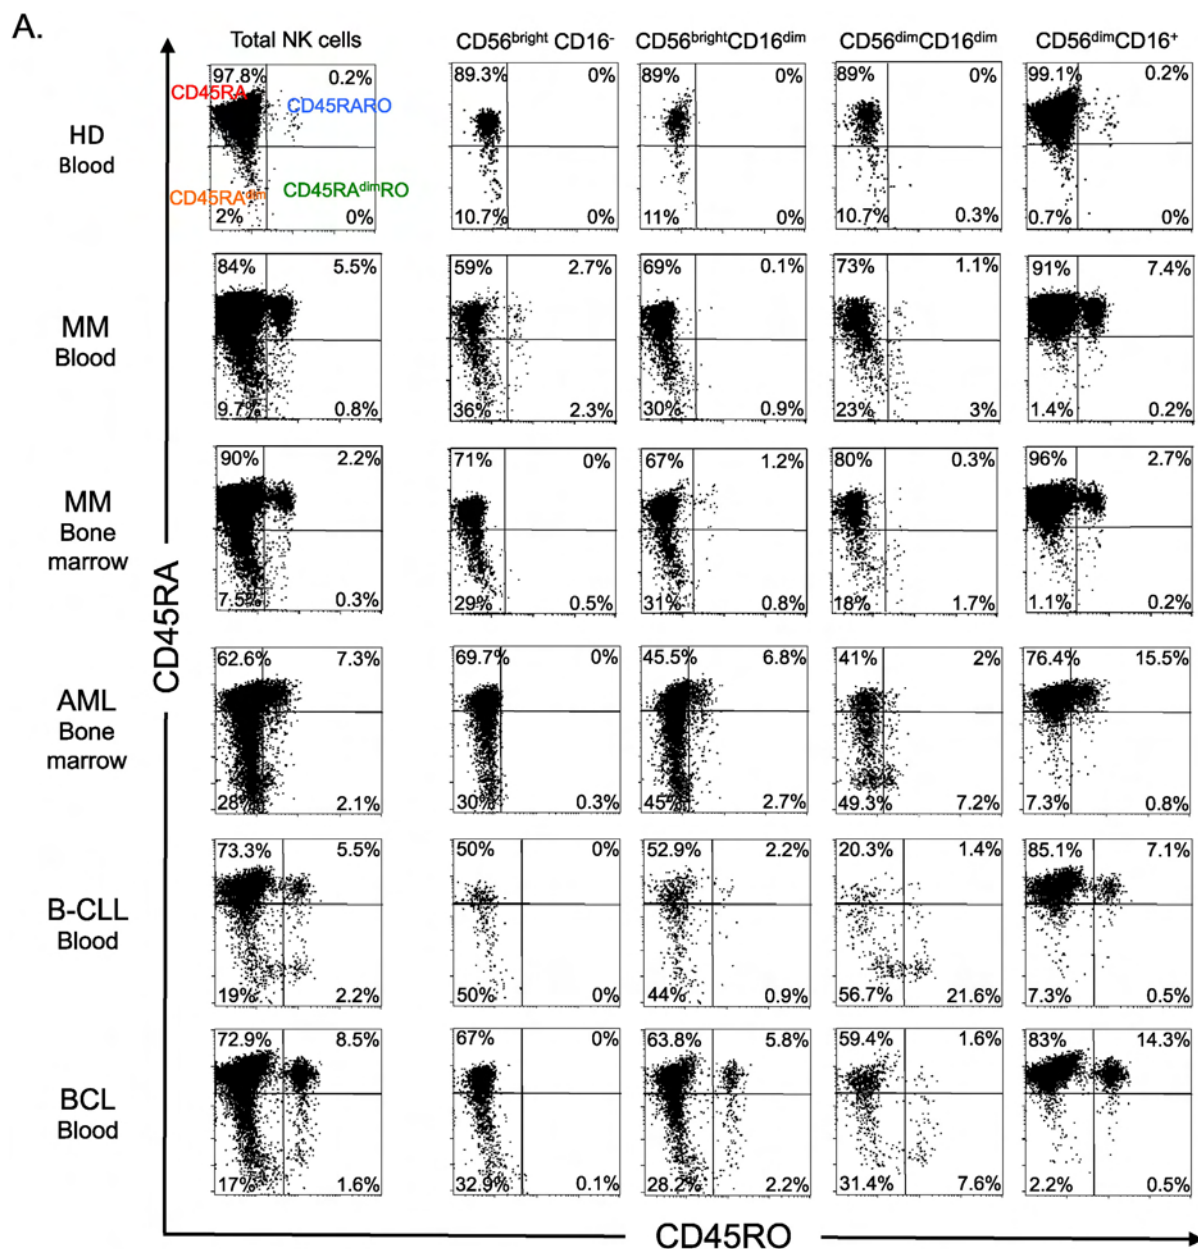 A.
Total NK cells CD56bright CD16- CD56brightCD16dim CD56dimCD16dim CD56dimCD16+
97.8% 0.2% 89.3% 0% 89% 0% 89% 0% 99.1% 0.2%
CD45RA CD45RARO
HD
Blood
CD45RAdim CD45RAdimRO
2% 0% 10.7% 0% 11% 0% 10.7% 0.3% 0.7% 0%
84% 5.5% 59% 2.7% 69% 0.1% 73% 1.1% 91% 7.4%
MM
Blood
9.7% 0.8% 36% 2.3% 30% 0.9% 23% 3% 1.4% 0.2%
90% 2.2% 71% 0% 67% 1.2% 80% 0.3% 96% 2.7%
MM
Bone
marrow
7.5% 0.3% 29% 0.5% 31% 0.8% 18% 1.7% 1.1% 0.2%
CD45RA
62.6% 7.3% 69.7% 0% 45.5% 6.8% 41% 2% 76.4% 15.5%
AML
Bone
marrow
28% 2.1% 30% 0.3% 45% 2.7% 49.3% 7.2% 7.3% 0.8%
73.3% 5.5% 50% 0% 52.9% 2.2% 20.3% 1.4% 85.1% 7.1%
B-CLL
Blood
19% 2.2% 50% 0% 44% 0.9% 56.7% 21.6% 7.3% 0.5%
72.9% 8.5% 67% 0% 63.8% 5.8% 59.4% 1.6% 83% 14.3%
BCL
Blood
17% 1.6% 32.9% 0.1% 28.2% 2.2% 31.4% 7.6% 2.2% 0.5%
CD45RO